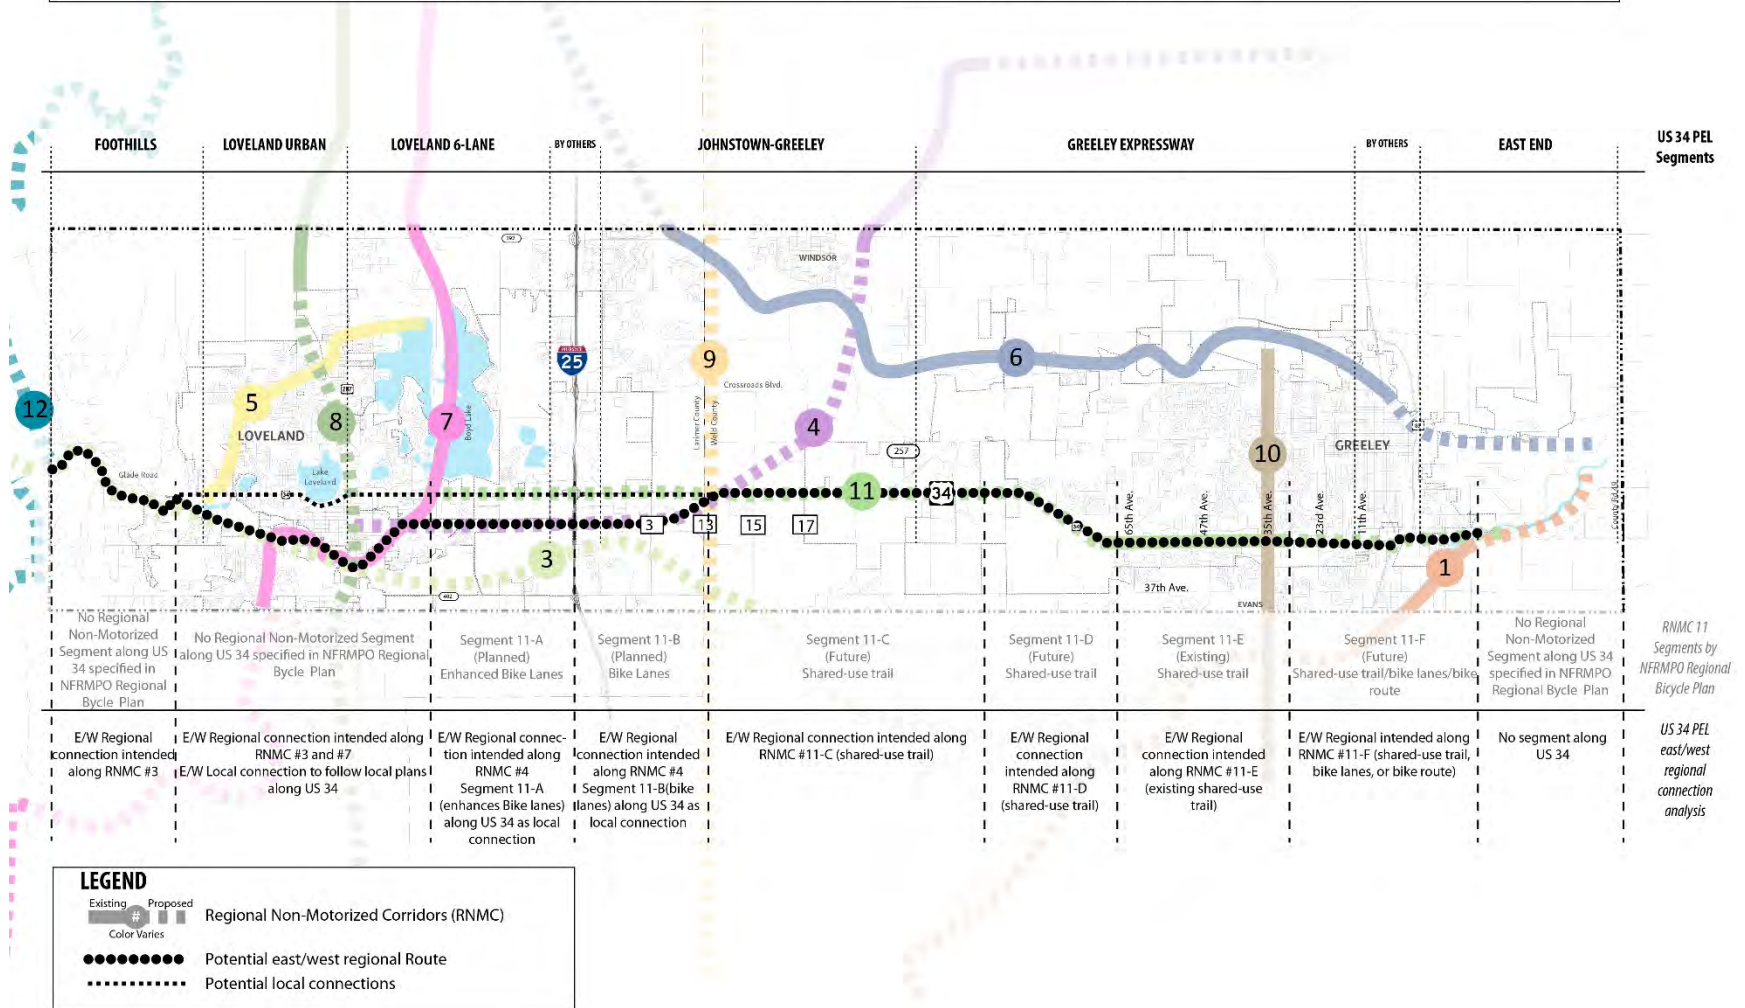 FOOTHILLS
LOVELAND URBAN
LOVELAND 6-LANE
BY OTHERS
JOHNSTOWN-GREELEY
GREELEY EXPRESSWAY
BY OTHERS
EAST END
US 34 PEL
Segments
392
WINDSOR
INTERSTATE
25
9
6
Crossroads Blvd.
287
12
5
8
7
4
LOVELAND
Boyd Lake
Larimer County
Weld County
GREELEY
10
257
Glade Road
Lake
Loveland
34
11
34
3
13
15
17
65th Ave.
47th Ave.
35th Ave.
23rd Ave.
11th Ave.
3
1
402
37th Ave.
EVANS
No Regional
Non-Motorized
Segment along US
34 specified in
NFRMPO Regional
Bycle Plan
No Regional Non-Motorized Segment
along US 34 specified in NFRMPO Regional
Bycle Plan
Segment 11-A
(Planned)
Enhanced Bike Lanes
Segment 11-B
(Planned)
Bike Lanes
Segment 11-C
(Future)
Shared-use trail
Segment 11-D
(Future)
Shared-use trail
Segment 11-E
(Existing)
Shared-use trail
Segment 11-F
(Future)
Shared-use trail/bike lanes/bike
route
No Regional
Non-Motorized
Segment along US 34
specified in NFRMPO
Regional Bycle Plan
RNMC 11
Segments by
NFRMPO Regional
Bicycle Plan
E/W Regional
connection intended
along RNMC #3
E/W Regional connection intended along
RNMC #3 and #7
E/W Local connection to follow local plans
along US 34
E/W Regional connec-
tion intended along
RNMC #4
Segment 11-A
(enhances Bike lanes)
along US 34 as local
connection
E/W Regional
connection intended
along RNMC #4
Segment 11-B(bike
lanes) along US 34 as
local connection
E/W Regional connection intended along
RNMC #11-C (shared-use trail)
E/W Regional
connection
intended along
RNMC #11-D
(shared-use trail)
E/W Regional
connection intended
along RNMC #11-E
(existing shared-use
trail)
E/W Regional intended along
RNMC #11-F (shared-use trail,
bike lanes, or bike route)
No segment along
US 34
US 34 PEL
east/west
regional
connection
analysis
LEGEND
Existing
Proposed
#
Color Varies
Regional Non-Motorized Corridors (RNMC)
Potential east/west regional Route
Potential local connections